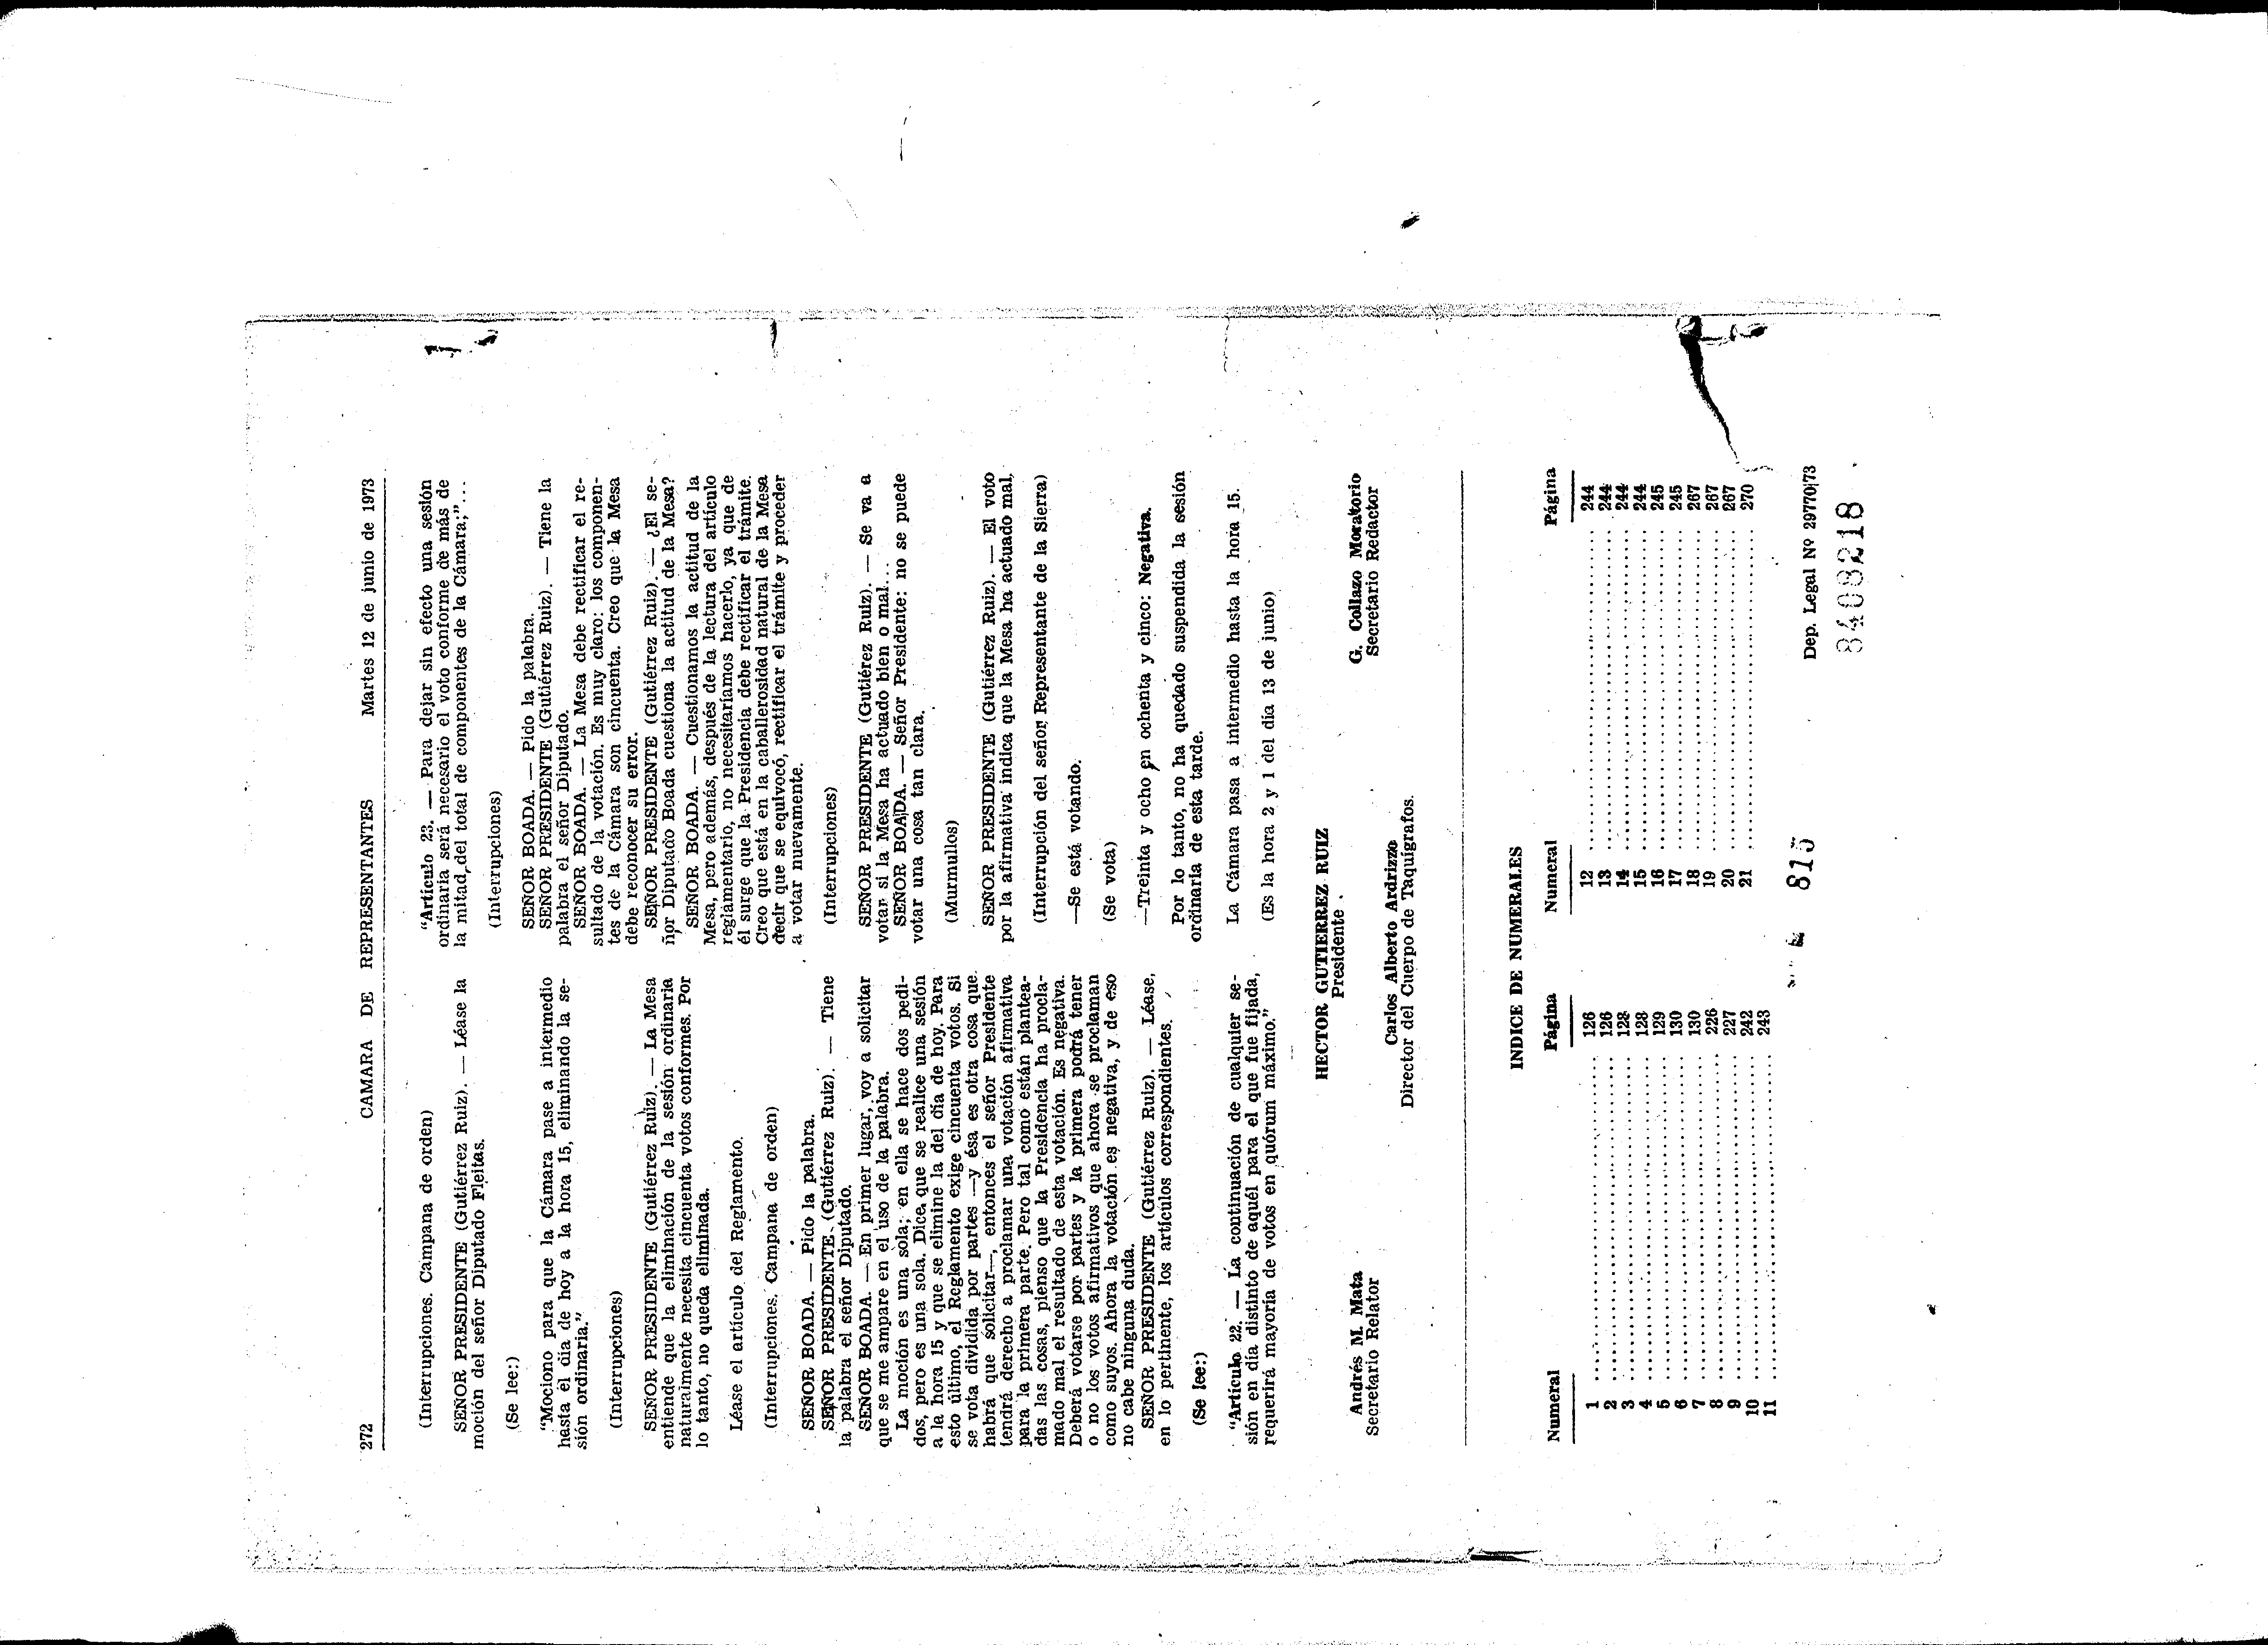 272 CAMARA DE REPRESENTANTES Martes 12 de junio de 1973
(Interrupciones. Campana de orden)
SEÑOR PRESIDENTE (Gutiérrez Ruiz). — Léase la
moción del señor Diputado Fleitas.
(Se lee:)
"Mociono para que la Cámara pase a intermedio
hasta el día de hoy a la hora 15, eliminando la se-
sión ordinaria."
(Interrupciones)
SEÑOR PRESIDENTE (Gutiérrez Ruiz). — La Mesa
entiende que la eliminación de la sesión ordinaria
naturalmente necesita cincuenta votos conformes. Por
lo tanto, no queda eliminada.
Léase el artículo del Reglamento.
(Interrupciones. Campana de orden)
SEÑOR BOADA. — Pido la palabra.
SEÑOR PRESIDENTE (Gutiérrez Ruiz). — Tiene
la palabra el señor Diputado.
SEÑOR BOADA. — En primer lugar, voy a solicitar
que se me ampare en el uso de la palabra.
La moción es una sola; en ella se hace dos pedi-
dos, pero es una sola. Dice que se realice una sesión
a la hora 15 y que se elimine la del día de hoy. Para
esto último, el Reglamento exige cincuenta votos. Si
se vota dividida por partes —y ésa es otra cosa que
habrá que solicitar—, entonces el señor Presidente
tendrá derecho a proclamar una votación afirmativa
para la primera parte. Pero tal como están plantea-
das las cosas, pienso que la Presidencia ha procla-
mado mal el resultado de esta votación. Es negativa.
Deberá votarse por partes y la primera podrá tener
o no los votos afirmativos que ahora se proclaman
como suyos. Ahora la votación es negativa, y de eso
no cabe ninguna duda.
SEÑOR PRESIDENTE (Gutiérrez Ruiz). — Léase,
en lo pertinente, los artículos correspondientes.
(Se lee:)
"Artículo 22. — La continuación de cualquier se-
sión en día distinto de aquél para el que fue fijada,
requerirá mayoría de votos en quórum máximo."
"Artículo 23. — Para dejar sin efecto una sesión
ordinaria será necesario el voto conforme de más de
la mitad del total de componentes de la Cámara;"...
(Interrupciones)
SEÑOR BOADA. — Pido la palabra.
SEÑOR PRESIDENTE (Gutiérrez Ruiz). — Tiene la
palabra el señor Diputado.
SEÑOR BOADA. — La Mesa debe rectificar el re-
sultado de la votación. Es muy claro: los componen-
tes de la Cámara son cincuenta. Creo que la Mesa
debe reconocer su error.
SEÑOR PRESIDENTE (Gutiérrez Ruiz). — ¿El se-
ñor Diputado Boada cuestiona la actitud de la Mesa?
SEÑOR BOADA. — Cuestionamos la actitud de la
Mesa, pero además, después de la lectura del artículo
reglamentario, no necesitaríamos hacerlo, ya que de
él surge que la Presidencia debe rectificar el trámite.
Creo que está en la caballerosidad natural de la Mesa
decir que se equivocó, rectificar el trámite y proceder
a votar nuevamente.
(Interrupciones)
SEÑOR PRESIDENTE (Gutiérez Ruiz). — Se va a
votar si la Mesa ha actuado bien o mal...
SEÑOR BOADA. — Señor Presidente: no se puede
votar una cosa tan clara.
(Murmullos)
SEÑOR PRESIDENTE (Gutiérrez Ruiz). — El voto
por la afirmativa indica que la Mesa ha actuado mal.
(Interrupción del señor Representante de la Sierra)
—Se está votando.
(Se vota)
—Treinta y ocho en ochenta y cinco: Negativa.
Por lo tanto, no ha quedado suspendida la sesión
ordinaria de esta tarde.
La Cámara pasa a intermedio hasta la hora 15.
(Es la hora 2 y 1 del día 13 de junio)
HECTOR GUTIERREZ RUIZ
Presidente
Andrés M. Mata
Secretario Relator
G. Collazo Moratorio
Secretario Redactor
Carlos Alberto Ardrizzo
Director del Cuerpo de Taquígrafos.
INDICE DE NUMERALES
Numeral Página Numeral Página
1 ..... 126 12 ..... 244
2 ..... 126 13 ..... 244
3 ..... 128 14 ..... 244
4 ..... 128 15 ..... 244
5 ..... 129 16 ..... 245
6 ..... 130 17 ..... 245
7 ..... 130 18 ..... 267
8 ..... 226 19 ..... 267
9 ..... 227 20 ..... 267
10 ..... 242 21 ..... 270
11 ..... 243
Dep. Legal Nº 29770|73
815
8408218